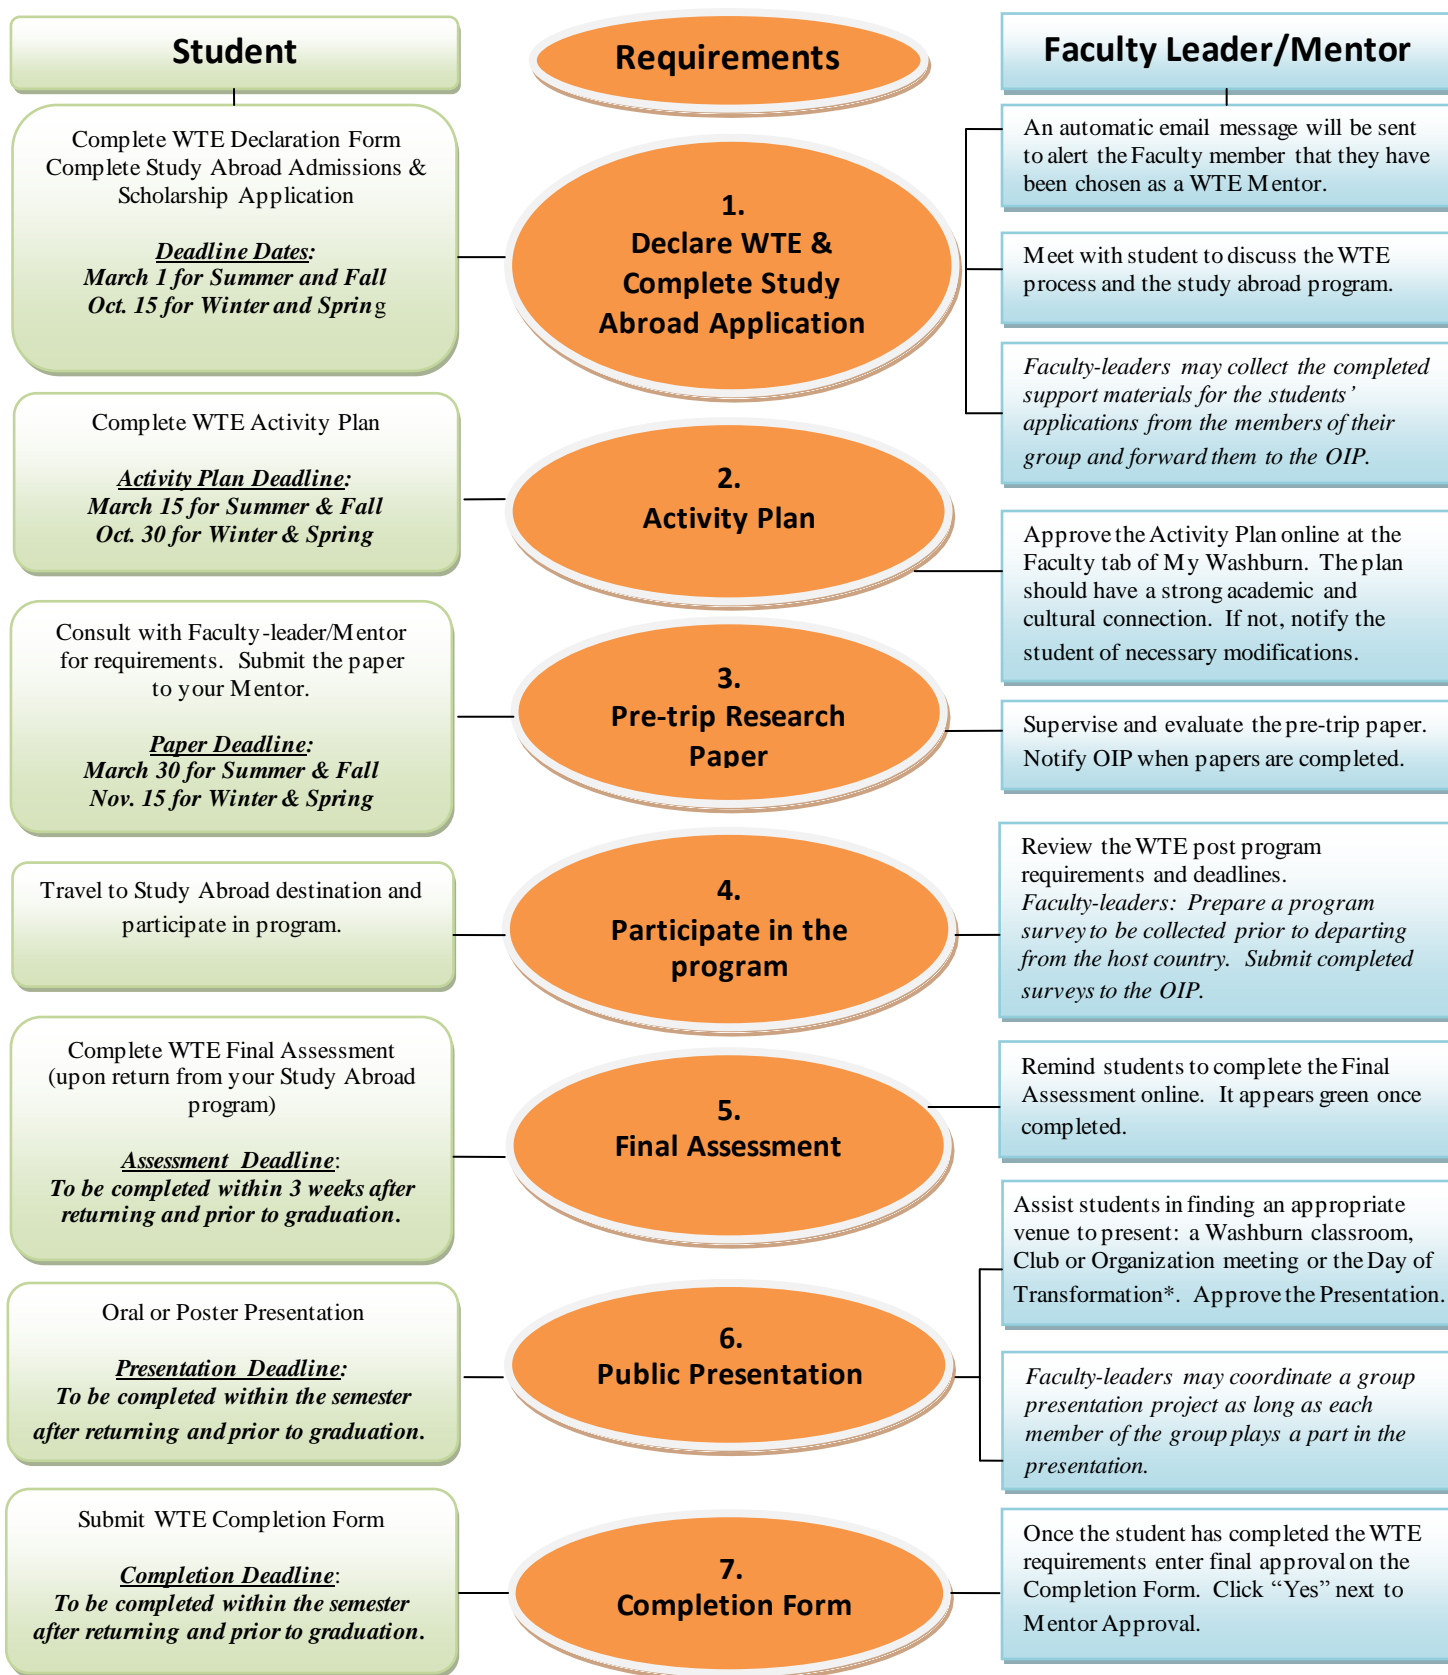 Student
Requirements
Faculty Leader/Mentor
Complete WTE Declaration Form
Complete Study Abroad Admissions &
Scholarship Application
Deadline Dates:
March 1 for Summer and Fall
Oct. 15 for Winter and Spring
1.
Declare WTE &
Complete Study
Abroad Application
An automatic email message will be sent
to alert the Faculty member that they have
been chosen as a WTE Mentor.
Meet with student to discuss the WTE
process and the study abroad program.
Faculty-leaders may collect the completed
support materials for the students’
applications from the members of their
group and forward them to the OIP.
Complete WTE Activity Plan
Activity Plan Deadline:
March 15 for Summer & Fall
Oct. 30 for Winter & Spring
2.
Activity Plan
Approve the Activity Plan online at the
Faculty tab of My Washburn. The plan
should have a strong academic and
cultural connection. If not, notify the
student of necessary modifications.
Consult with Faculty-leader/Mentor
for requirements. Submit the paper
to your Mentor.
Paper Deadline:
March 30 for Summer & Fall
Nov. 15 for Winter & Spring
3.
Pre-trip Research
Paper
Supervise and evaluate the pre-trip paper.
Notify OIP when papers are completed.
Travel to Study Abroad destination and
participate in program.
4.
Participate in the
program
Review the WTE post program
requirements and deadlines.
Faculty-leaders: Prepare a program
survey to be collected prior to departing
from the host country. Submit completed
surveys to the OIP.
Complete WTE Final Assessment
(upon return from your Study Abroad
program)
Assessment Deadline:
To be completed within 3 weeks after
returning and prior to graduation.
5.
Final Assessment
Remind students to complete the Final
Assessment online. It appears green once
completed.
Oral or Poster Presentation
Presentation Deadline:
To be completed within the semester
after returning and prior to graduation.
6.
Public Presentation
Assist students in finding an appropriate
venue to present: a Washburn classroom,
Club or Organization meeting or the Day of
Transformation*. Approve the Presentation.
Faculty-leaders may coordinate a group
presentation project as long as each
member of the group plays a part in the
presentation.
Submit WTE Completion Form
Completion Deadline:
To be completed within the semester
after returning and prior to graduation.
7.
Completion Form
Once the student has completed the WTE
requirements enter final approval on the
Completion Form. Click “Yes” next to
Mentor Approval.